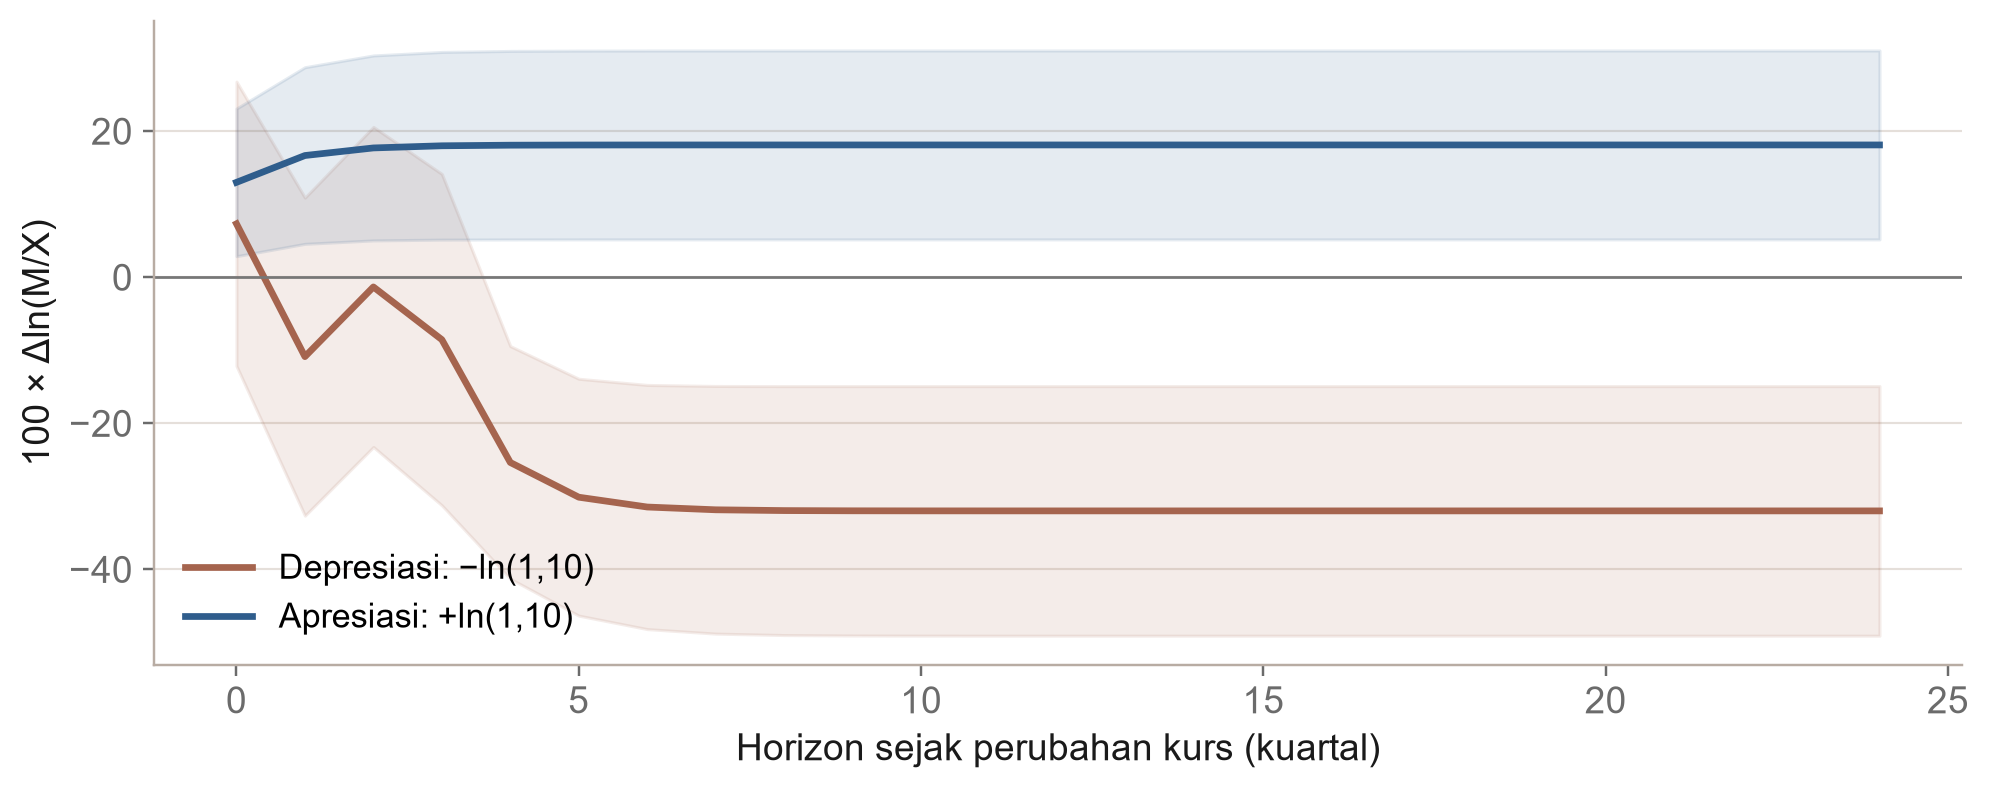 100 × Δln(M/X)
20
0
−20
−40
Depresiasi: −ln(1,10)
Apresiasi: +ln(1,10)
0 5 10 15 20 25
Horizon sejak perubahan kurs (kuartal)